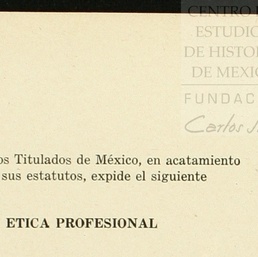 CENTRO
ESTUDIO
DE HISTOR
DE MEXIC
FUNDAC
Carlos
os Titulados de México, en acatamiento
sus estatutos, expide el siguiente
ETICA PROFESIONAL